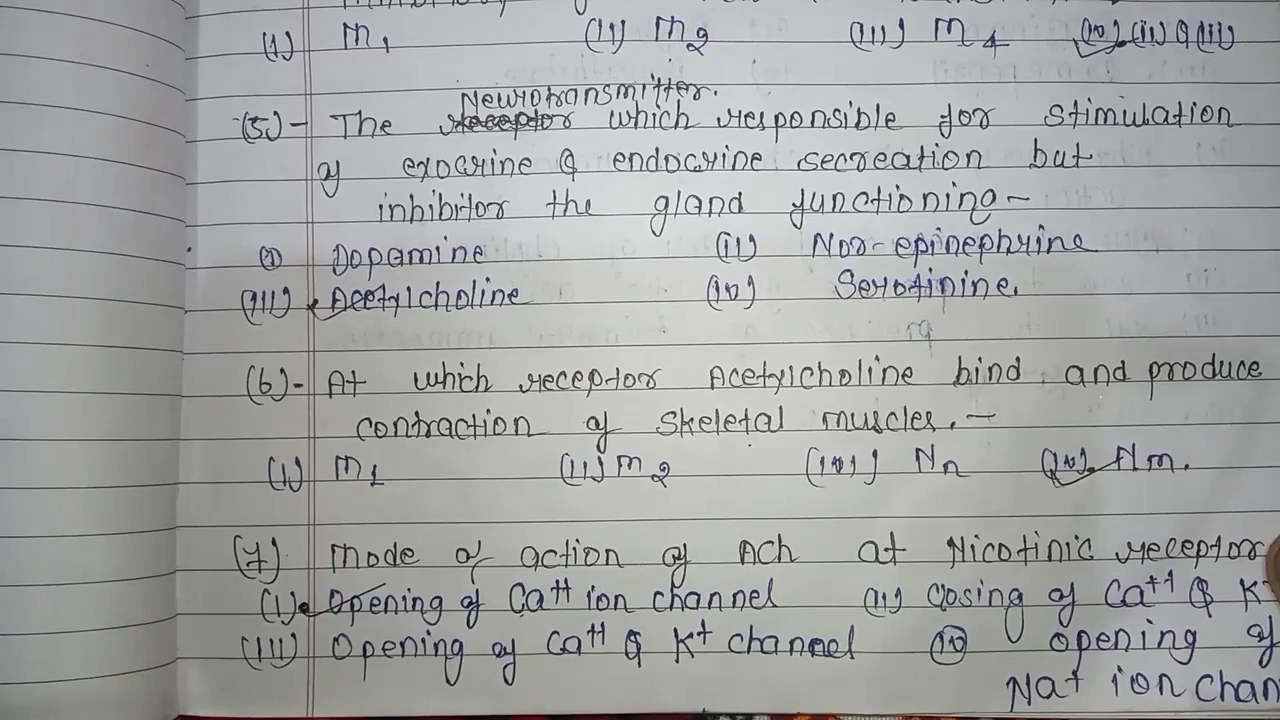 (i) M1 (ii) M2 (iii) M4 (iv) (ii) & (iii)
Neurotransmitter.
(5.)- The receptor which responsible for stimulation
of exocrine & endocrine secreation but
inhibitor the gland functioning-
(i) Dopamine (ii) Nor-epinephrine
(iii) Acetylcholine (iv) Serotinine.
(6)- At which receptor Acetylcholine bind and produce
contraction of skeletal muscles. -
(i) M1 (ii) M2 (iii) Nn (iv) Nm.
(7) Mode of action of ACh at Nicotinic receptor
(i) Opening of Ca++ ion channel (ii) Closing of Ca++ & K+
(iii) Opening of Ca++ & K+ channel (iv) Opening of
Na+ ion chan